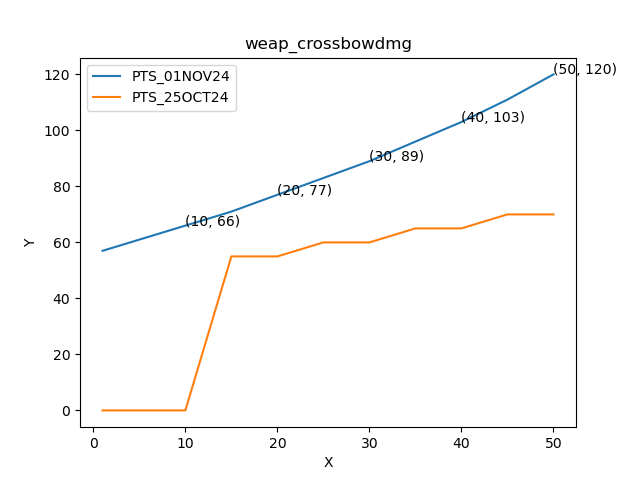 weap_crossbowdmg
PTS_01NOV24
PTS_25OCT24
(50, 120)
(40, 103)
(30, 89)
(20, 77)
(10, 66)
120
100
80
60
40
20
0
Y
0 10 20 30 40 50
X